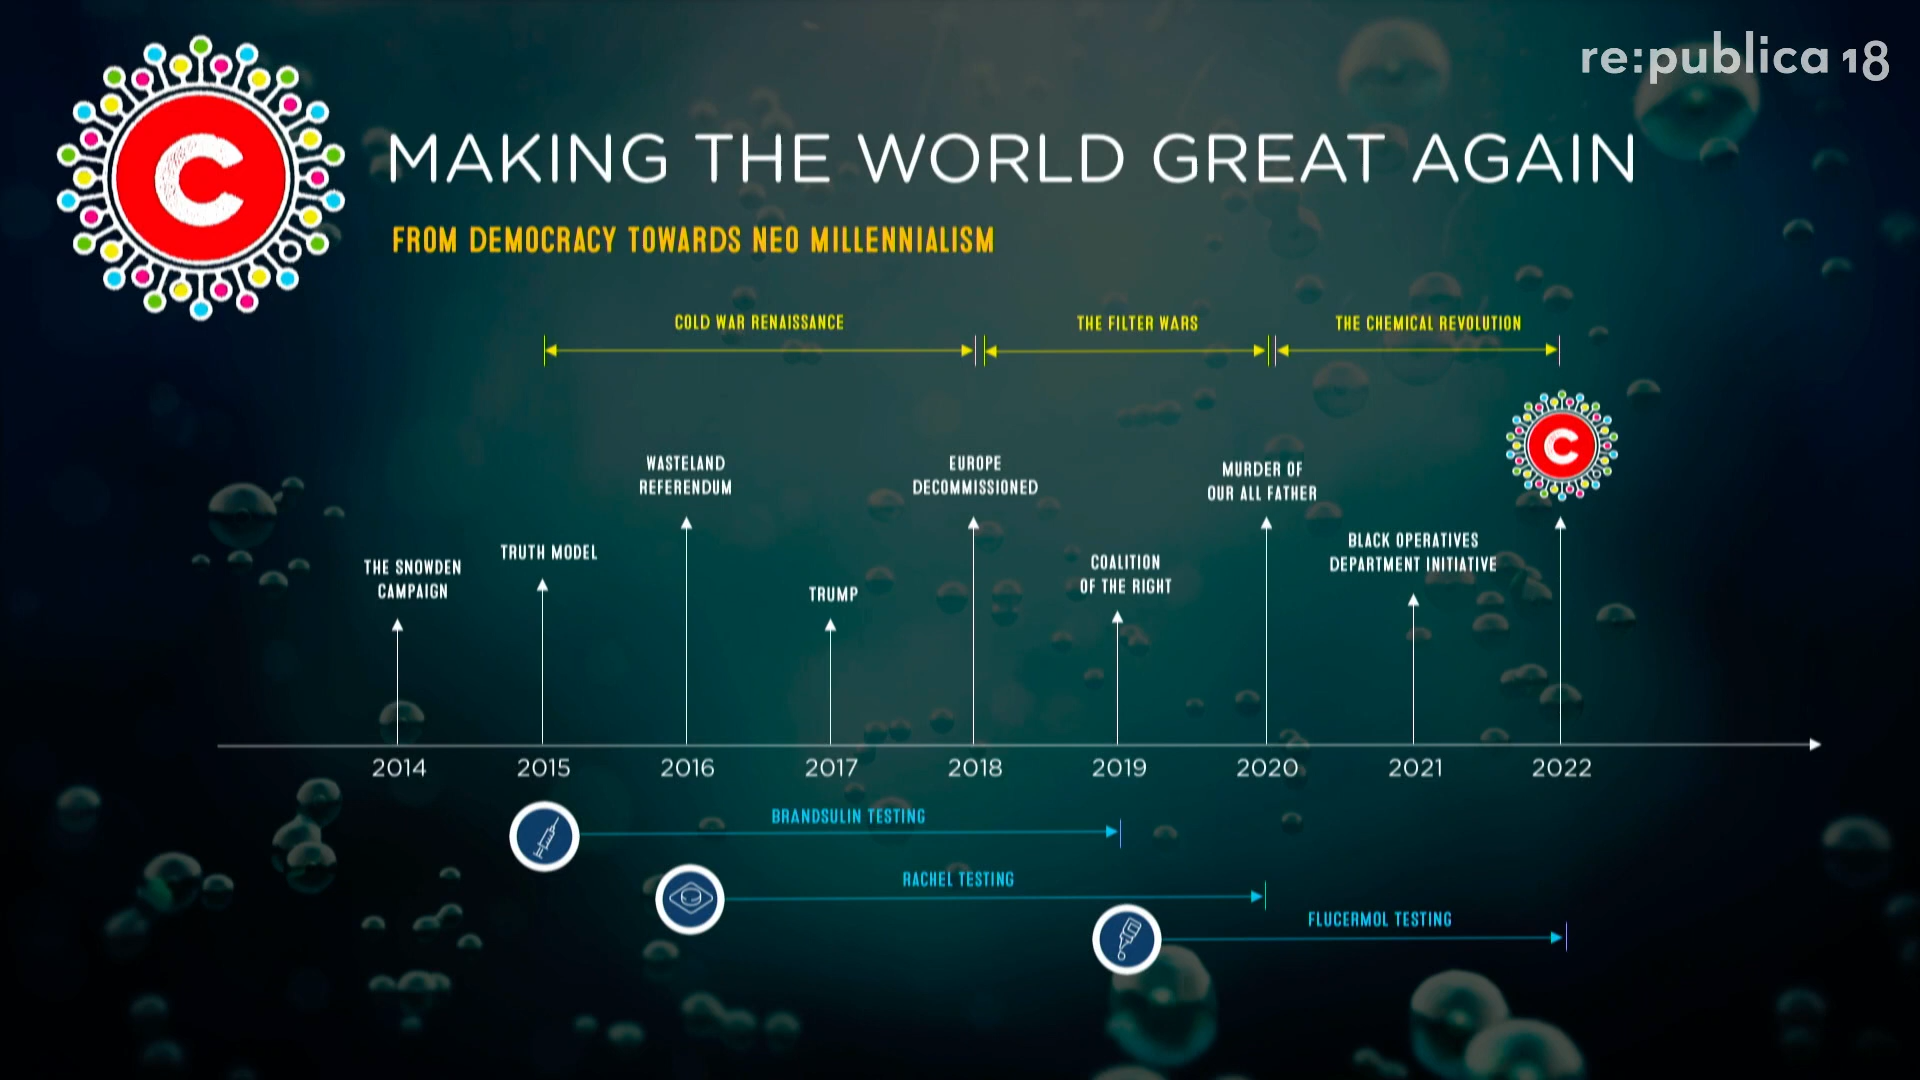 re:publica 18
C
MAKING THE WORLD GREAT AGAIN
FROM DEMOCRACY TOWARDS NEO MILLENNIALISM
COLD WAR RENAISSANCE
THE FILTER WARS
THE CHEMICAL REVOLUTION
C
THE SNOWDEN
CAMPAIGN
TRUTH MODEL
WASTELAND
REFERENDUM
TRUMP
EUROPE
DECOMMISSIONED
COALITION
OF THE RIGHT
MURDER OF
OUR ALL FATHER
BLACK OPERATIVES
DEPARTMENT INITIATIVE
2014
2015
2016
2017
2018
2019
2020
2021
2022
BRANDSULIN TESTING
RACHEL TESTING
FLUCERMOL TESTING